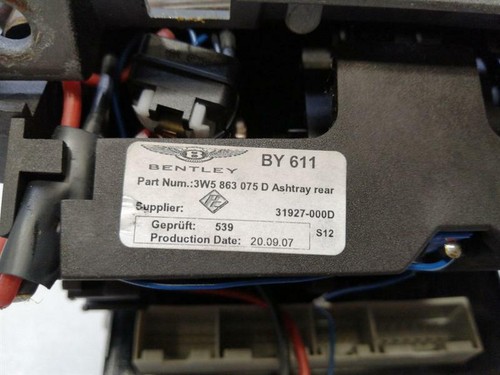 B
BENTLEY
BY 611
Part Num.:3W5 863 075 D Ashtray rear
Supplier: 31927-000D
Geprüft: 539
S12
Production Date: 20.09.07